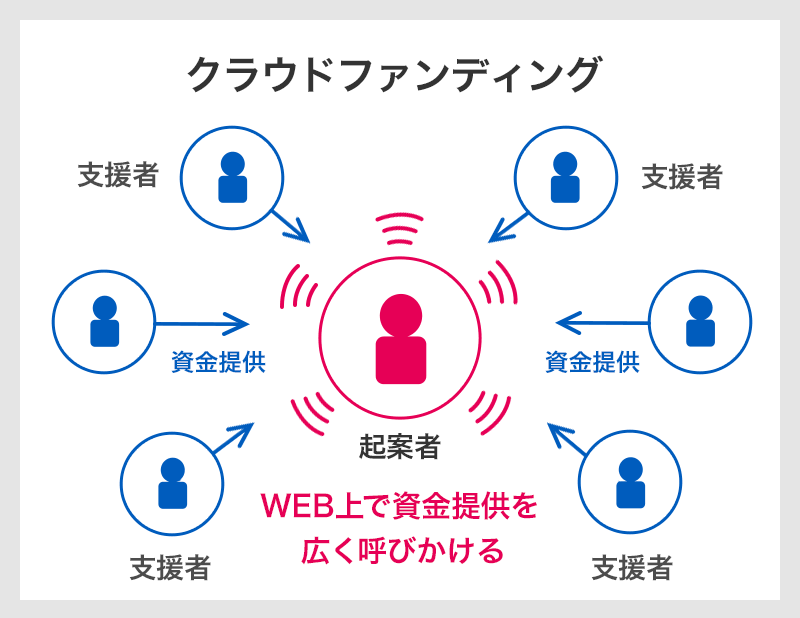 クラウドファンディング
支援者
支援者
資金提供
資金提供
起案者
WEB上で資金提供を
広く呼びかける
支援者
支援者